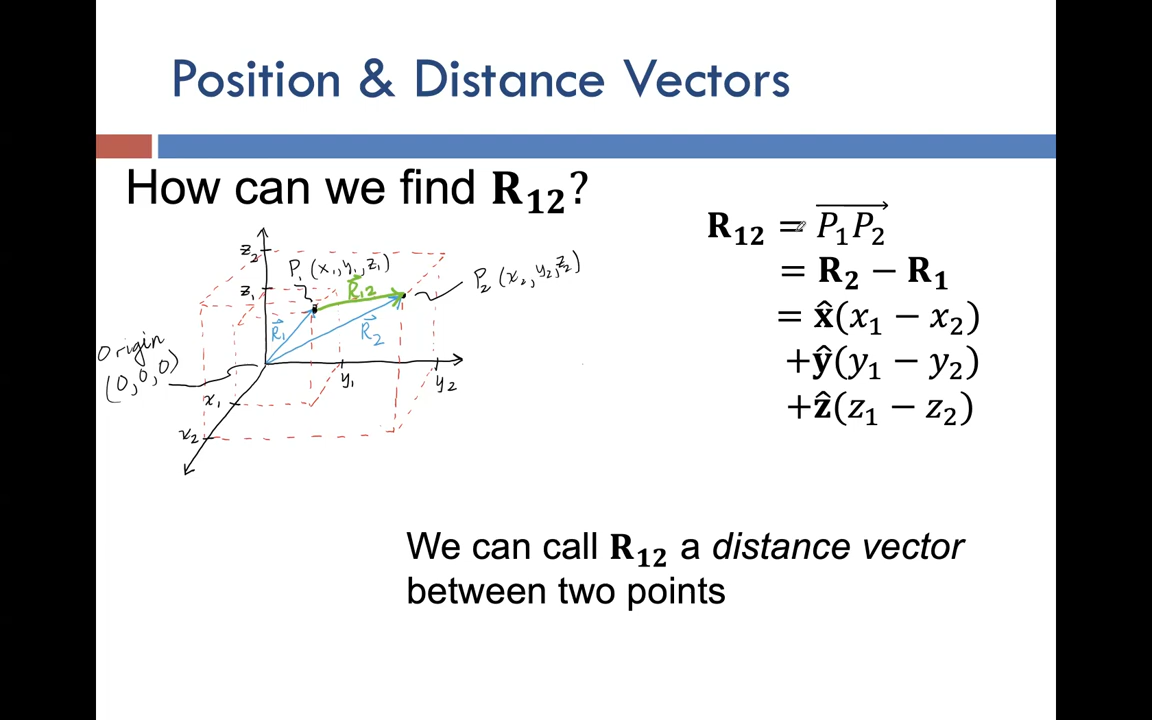 Position & Distance Vectors
How can we find R₁₂?
R₁₂ = P₁P₂
= R₂ − R₁
= x̂(x₁ − x₂)
+ŷ(y₁ − y₂)
+ẑ(z₁ − z₂)
z₂
P₁ (x₁, y₁, z₁)
P₂ (x₂, y₂, z₂)
z₁
R₁₂
R₁
R₂
Origin
(0,0,0)
y₁
y₂
x₁
x₂
We can call R₁₂ a distance vector
between two points